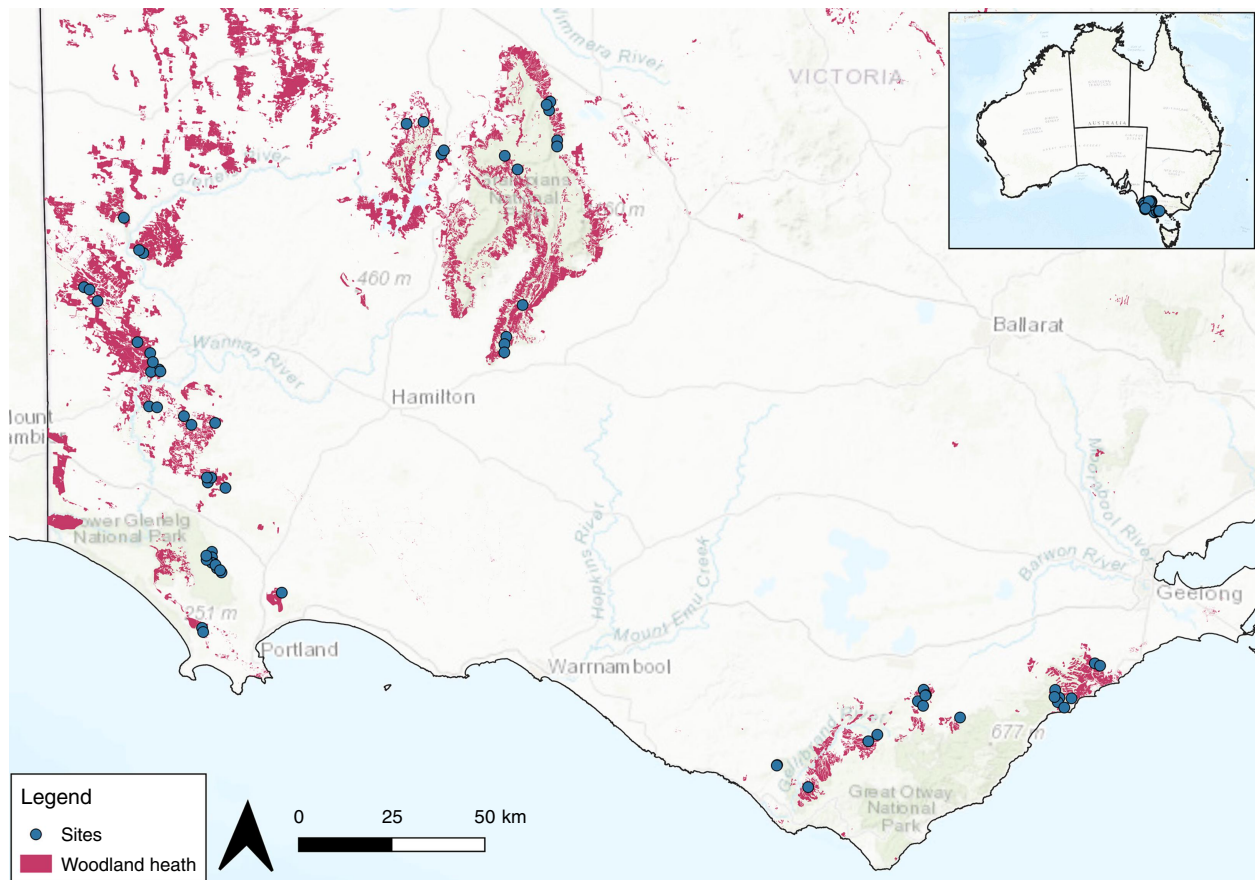 Wimmera River
VICTORIA
AUSTRALIA
Glenelg River
Grampians
National
Park
460 m
Wannan River
Ballarat
Hamilton
Mount
Gambier
Moorabool River
Lower Glenelg
National Park
Hopkins River
Mount Emu Creek
Barwon River
Geelong
251 m
Portland
Warrnambool
Gellibrand River
677 m
Great Otway
National
Park
Legend
Sites
Woodland heath
0 25 50 km